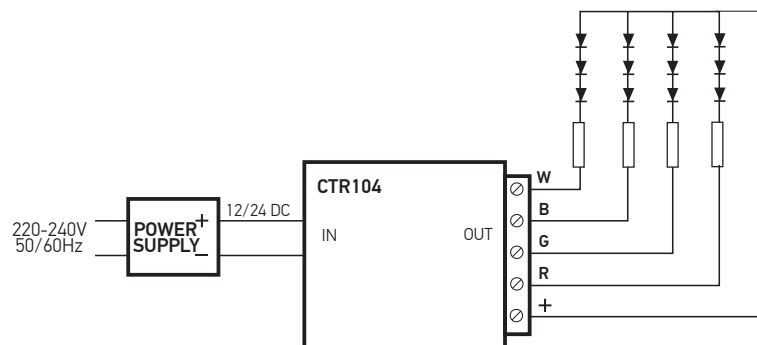 220-240V
50/60Hz
POWER
SUPPLY
+
−
12/24 DC
CTR104
IN
OUT
W
B
G
R
+